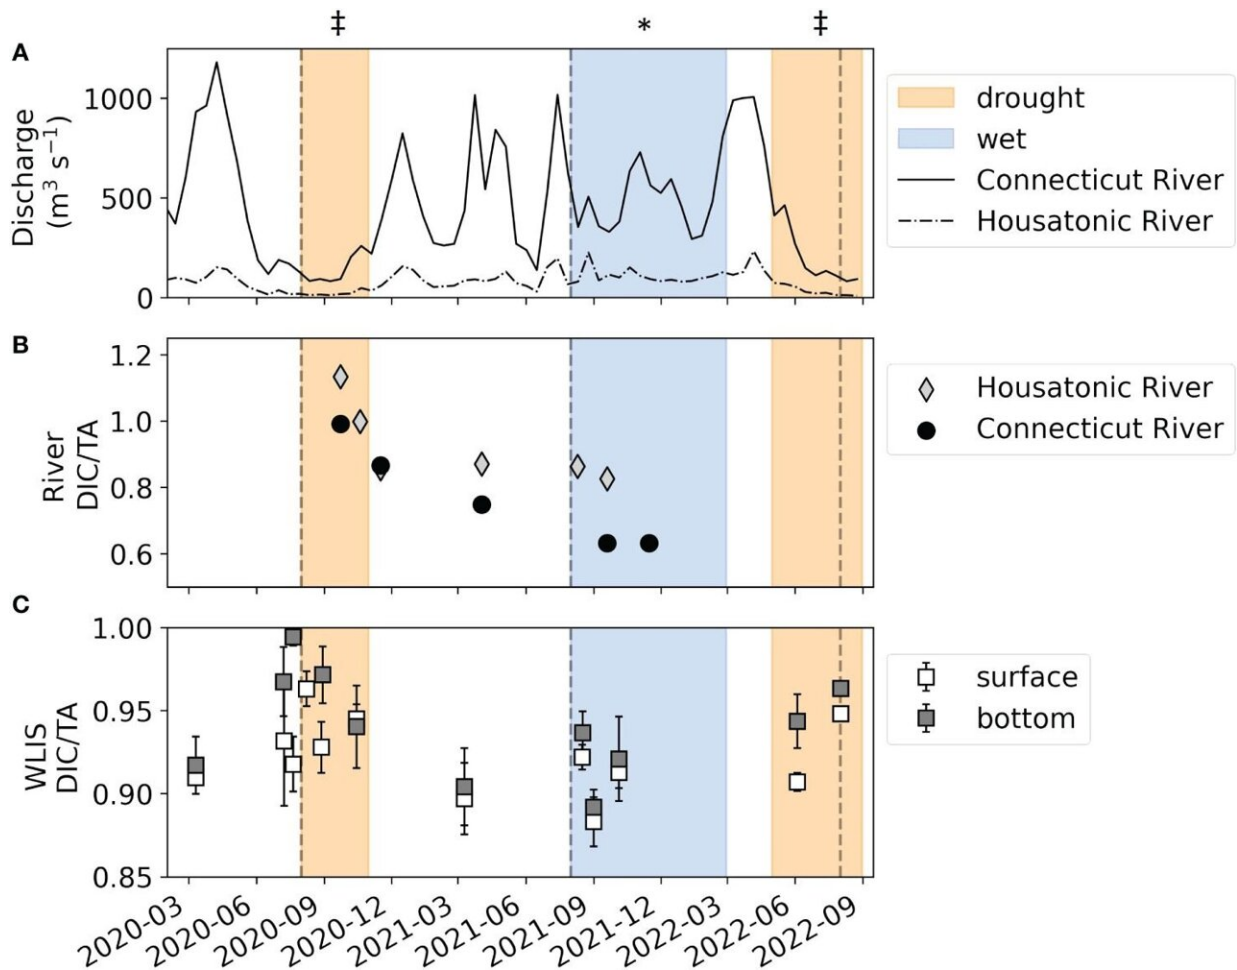 ‡ * ‡
A
1000
500
0
Discharge
(m³ s⁻¹)
drought
wet
Connecticut River
Housatonic River
B
1.2
1.0
0.8
0.6
River
DIC/TA
Housatonic River
Connecticut River
C
1.00
0.95
0.90
0.85
WLIS
DIC/TA
surface
bottom
2020-03 2020-06 2020-09 2020-12 2021-03 2021-06 2021-09 2021-12 2022-03 2022-06 2022-09